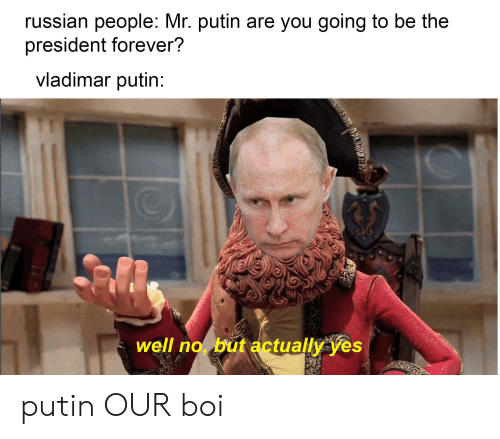 russian people: Mr. putin are you going to be the
president forever?
vladimar putin:
well no, but actually yes
putin OUR boi